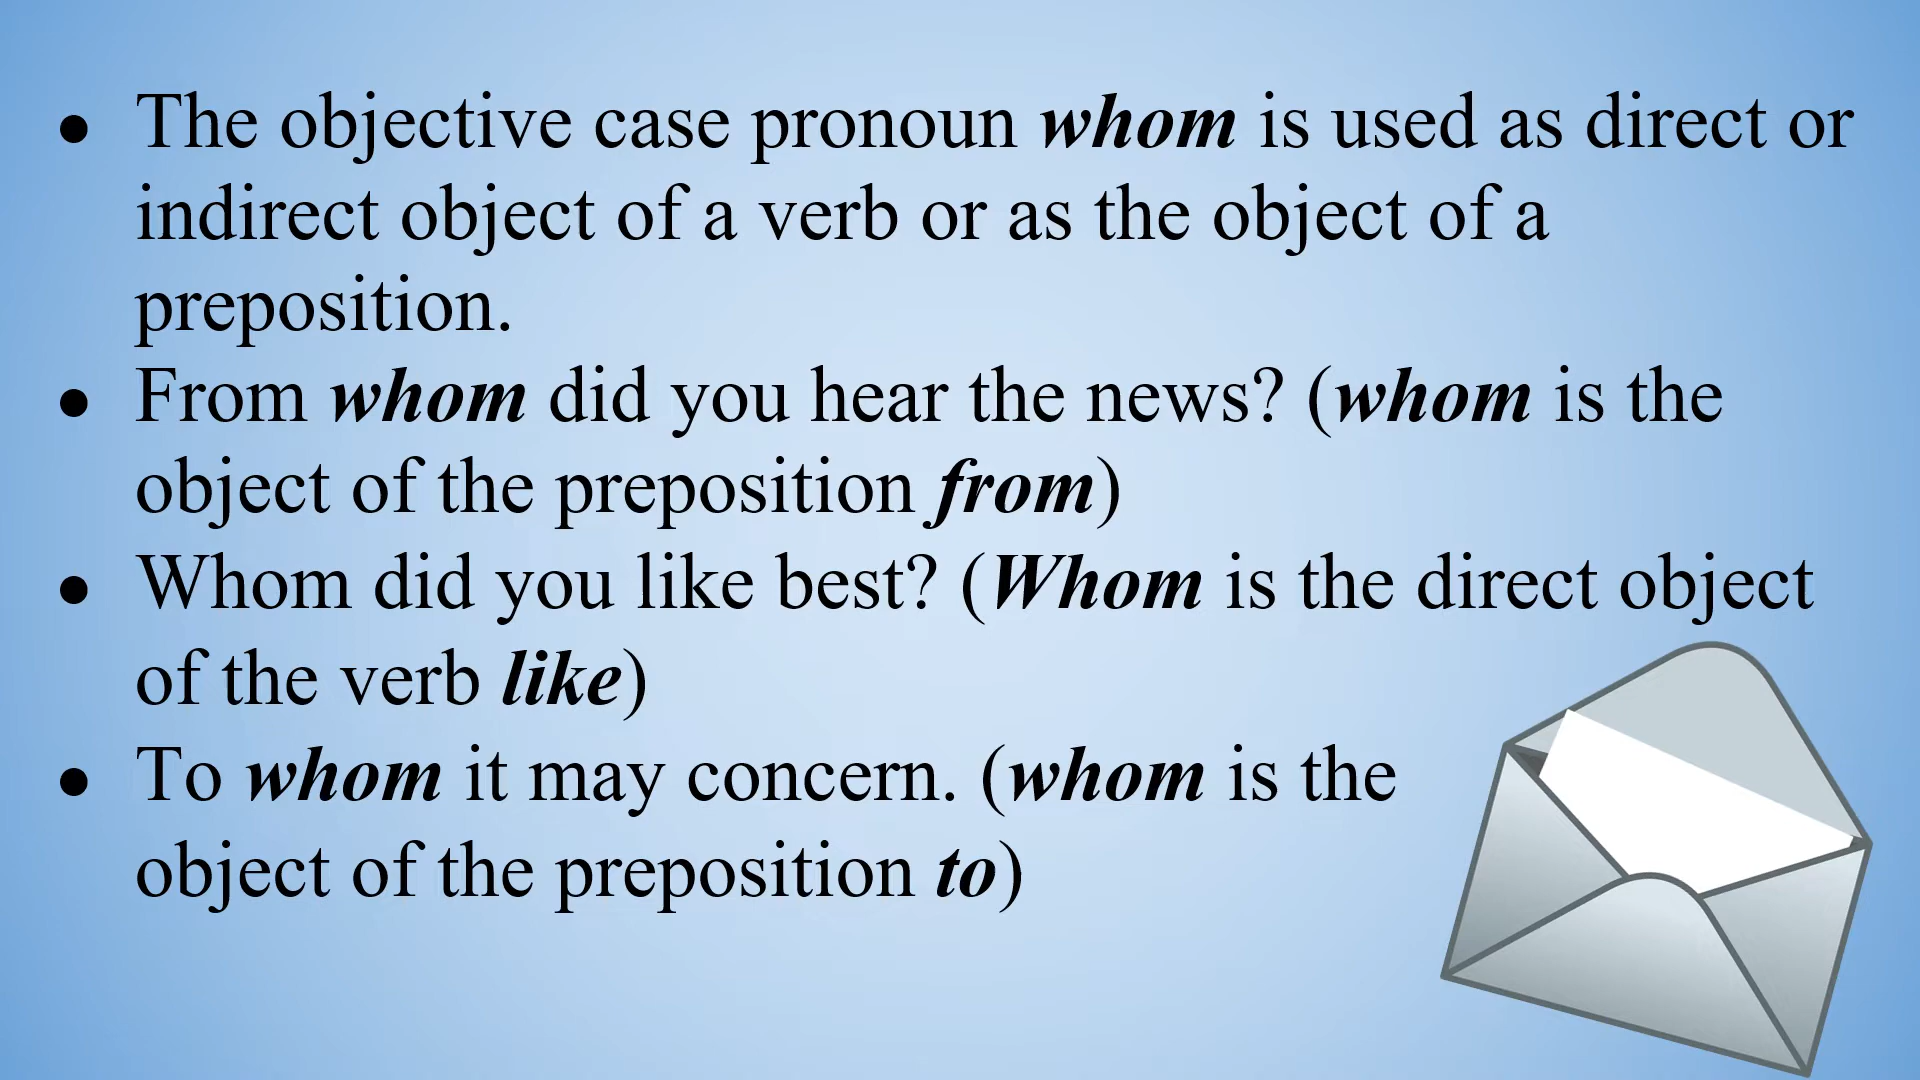 • The objective case pronoun whom is used as direct or
indirect object of a verb or as the object of a
preposition.
• From whom did you hear the news? (whom is the
object of the preposition from)
• Whom did you like best? (Whom is the direct object
of the verb like)
• To whom it may concern. (whom is the
object of the preposition to)